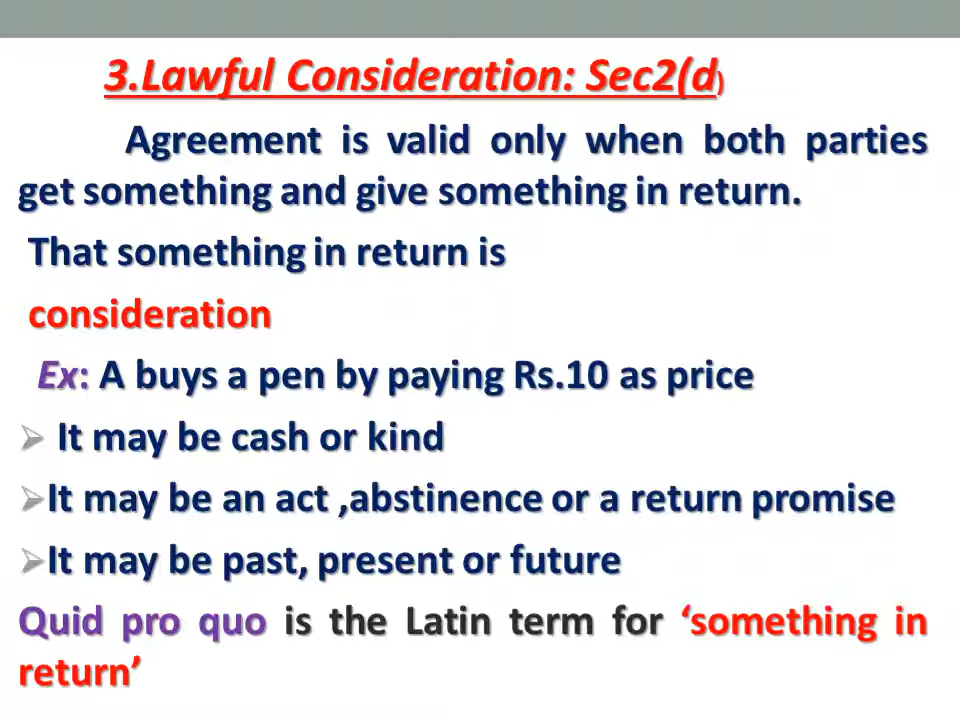 3.Lawful Consideration: Sec2(d)
Agreement is valid only when both parties
get something and give something in return.
That something in return is
consideration
Ex: A buys a pen by paying Rs.10 as price
➢ It may be cash or kind
➢It may be an act ,abstinence or a return promise
➢It may be past, present or future
Quid pro quo is the Latin term for ‘something in
return’